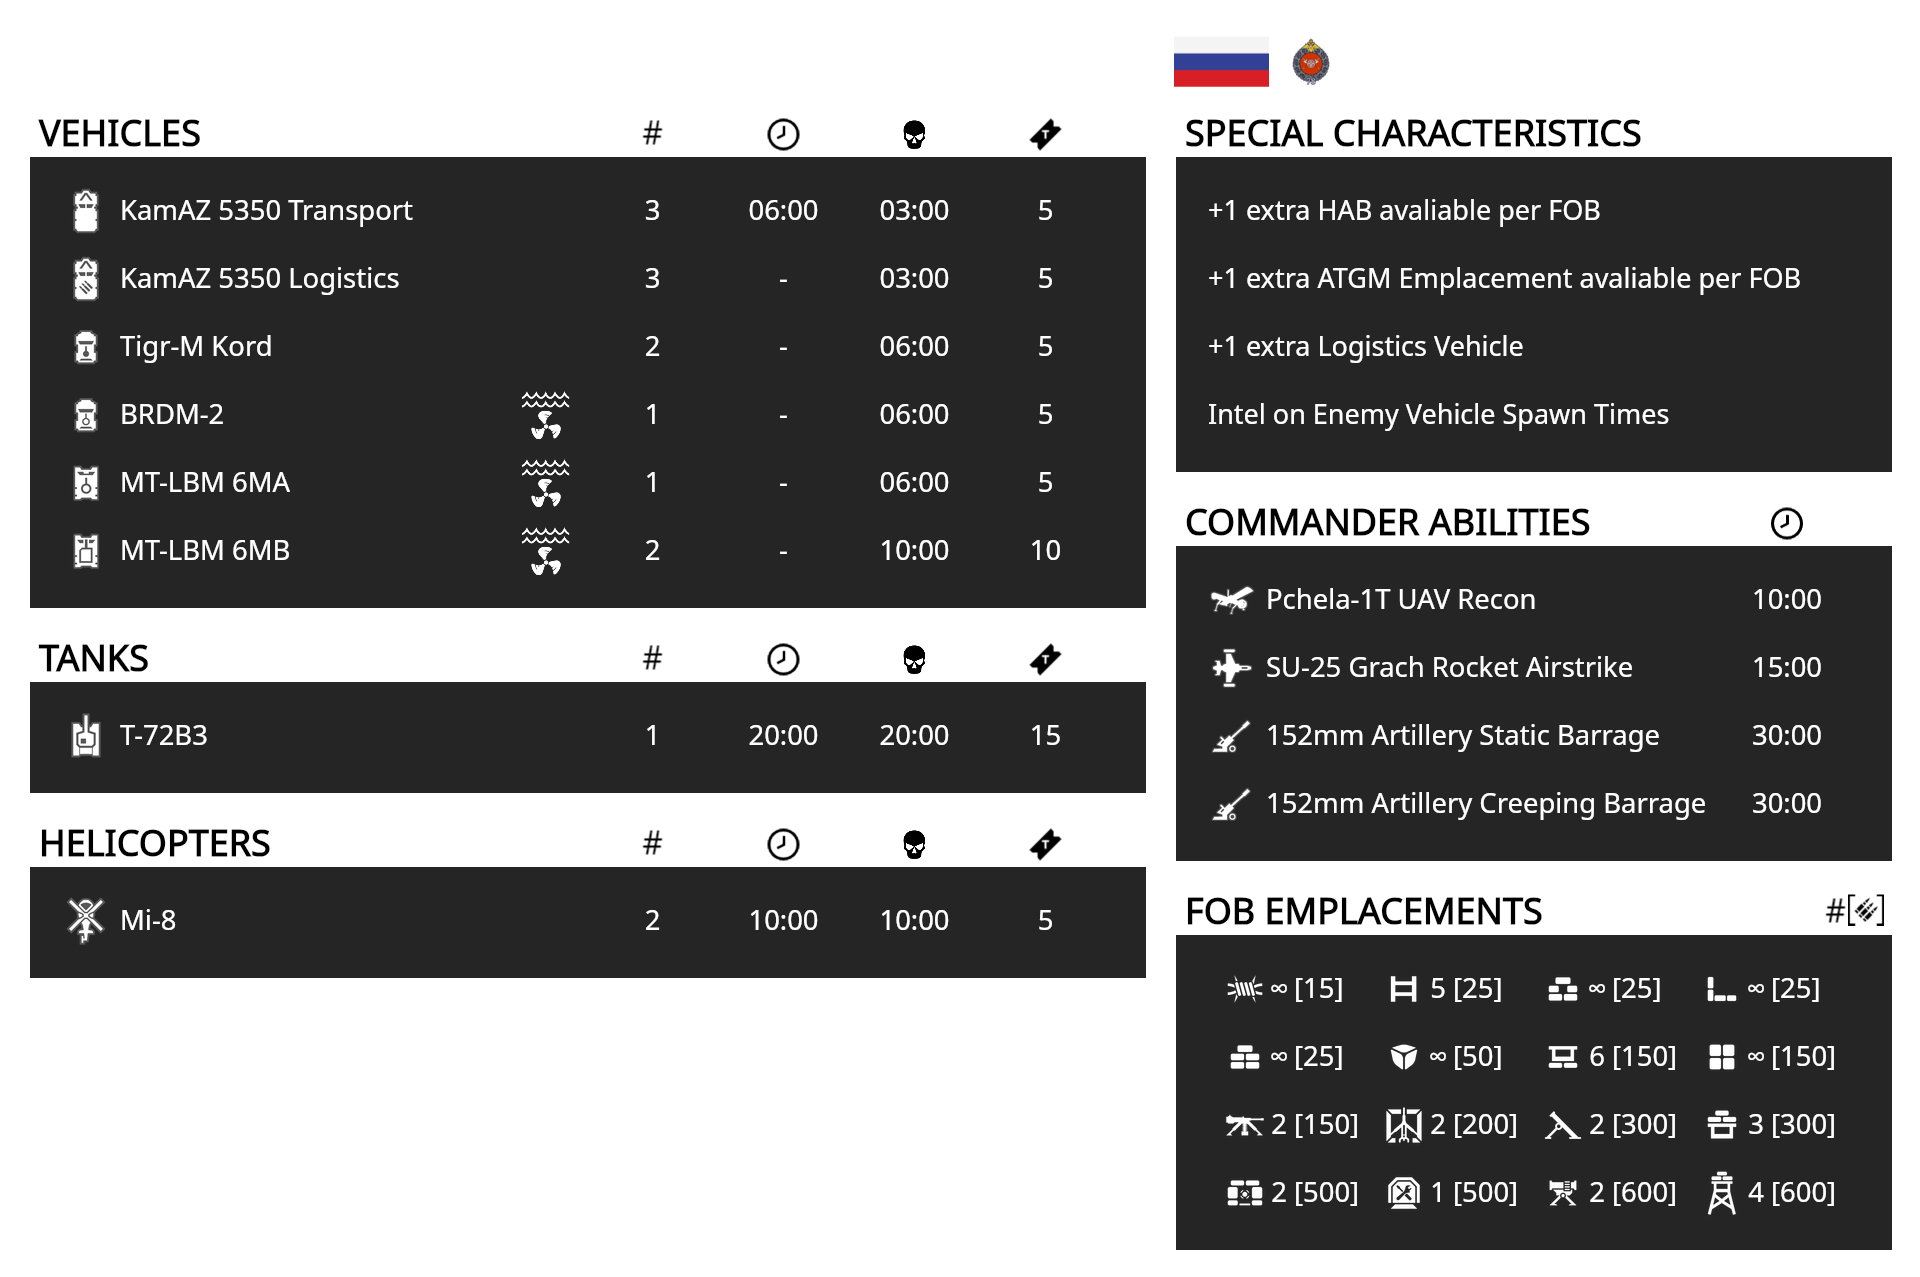 VEHICLES #
KamAZ 5350 Transport 3 06:00 03:00 5
KamAZ 5350 Logistics 3 - 03:00 5
Tigr-M Kord 2 - 06:00 5
BRDM-2 1 - 06:00 5
MT-LBM 6MA 1 - 06:00 5
MT-LBM 6MB 2 - 10:00 10
TANKS #
T-72B3 1 20:00 20:00 15
HELICOPTERS #
Mi-8 2 10:00 10:00 5
SPECIAL CHARACTERISTICS
+1 extra HAB avaliable per FOB
+1 extra ATGM Emplacement avaliable per FOB
+1 extra Logistics Vehicle
Intel on Enemy Vehicle Spawn Times
COMMANDER ABILITIES
Pchela-1T UAV Recon 10:00
SU-25 Grach Rocket Airstrike 15:00
152mm Artillery Static Barrage 30:00
152mm Artillery Creeping Barrage 30:00
FOB EMPLACEMENTS #[]
∞ [15] 5 [25] ∞ [25] ∞ [25]
∞ [25] ∞ [50] 6 [150] ∞ [150]
2 [150] 2 [200] 2 [300] 3 [300]
2 [500] 1 [500] 2 [600] 4 [600]